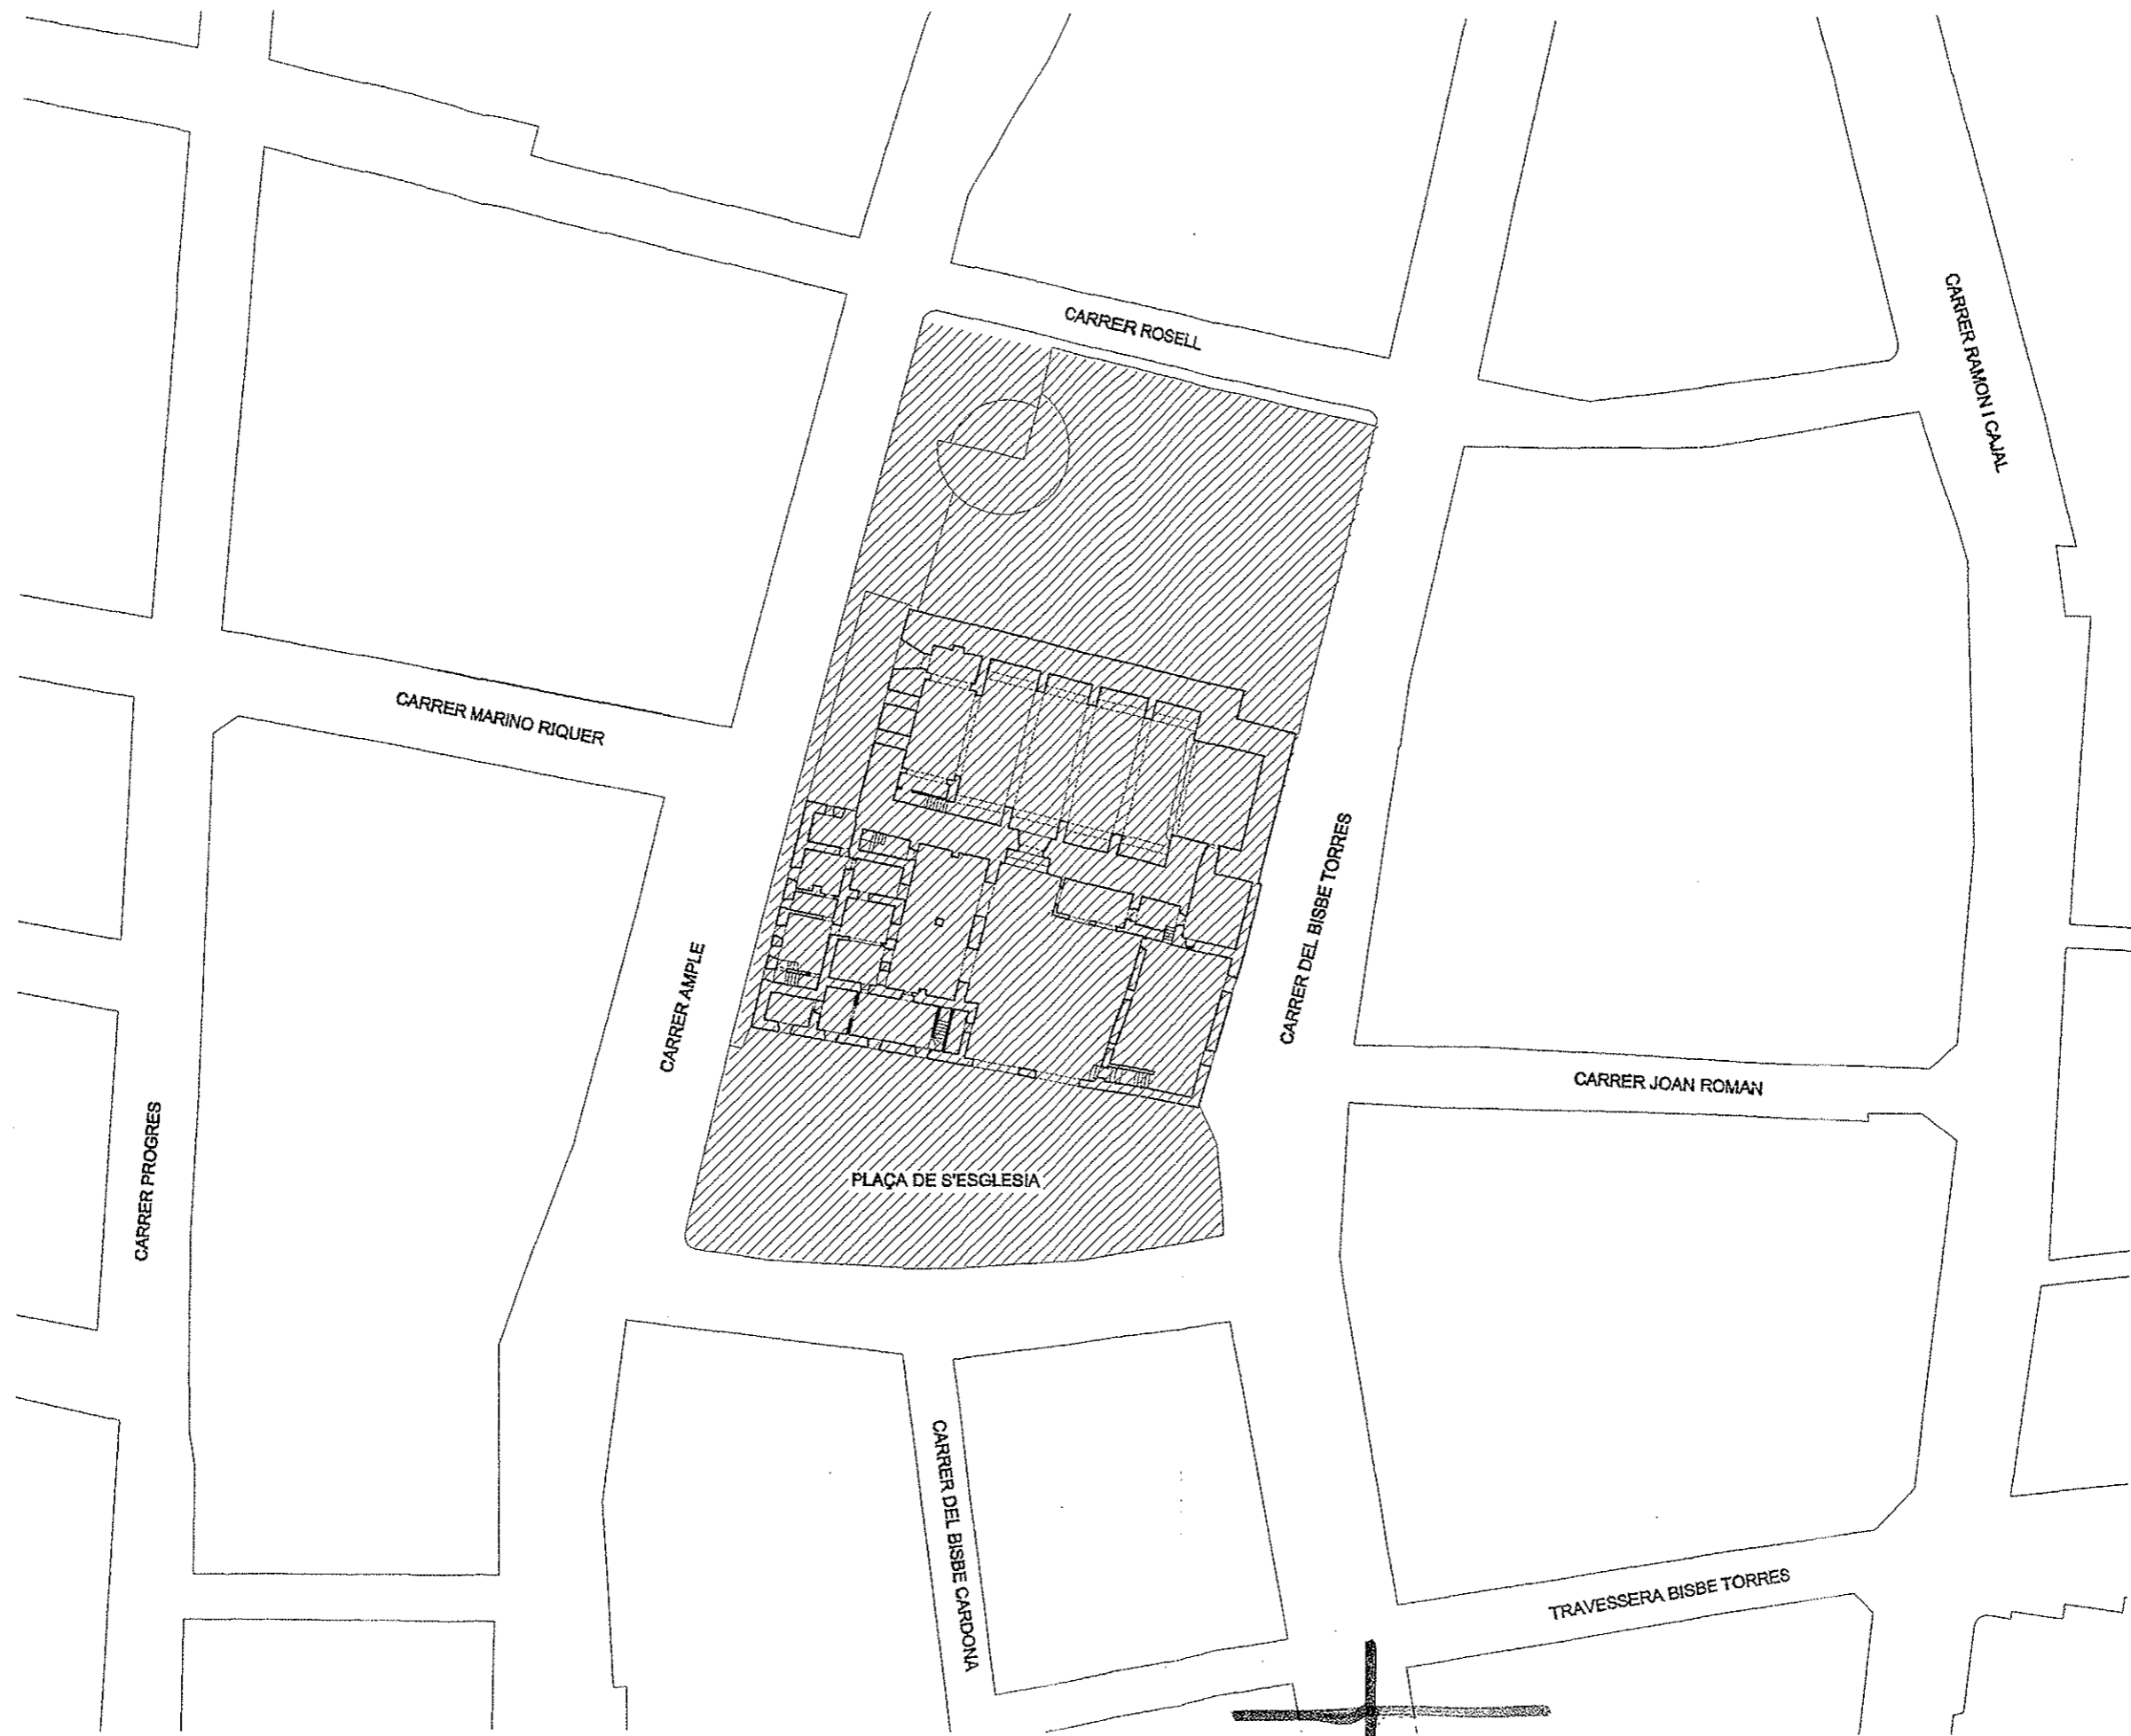 CARRER ROSELL
CARRER RAMON I CAJAL
CARRER MARINO RIQUER
CARRER DEL BISBE TORRES
CARRER AMPLE
CARRER JOAN ROMAN
CARRER PROGRES
PLAÇA DE S'ESGLESIA
CARRER DEL BISBE CARDONA
TRAVESSERA BISBE TORRES